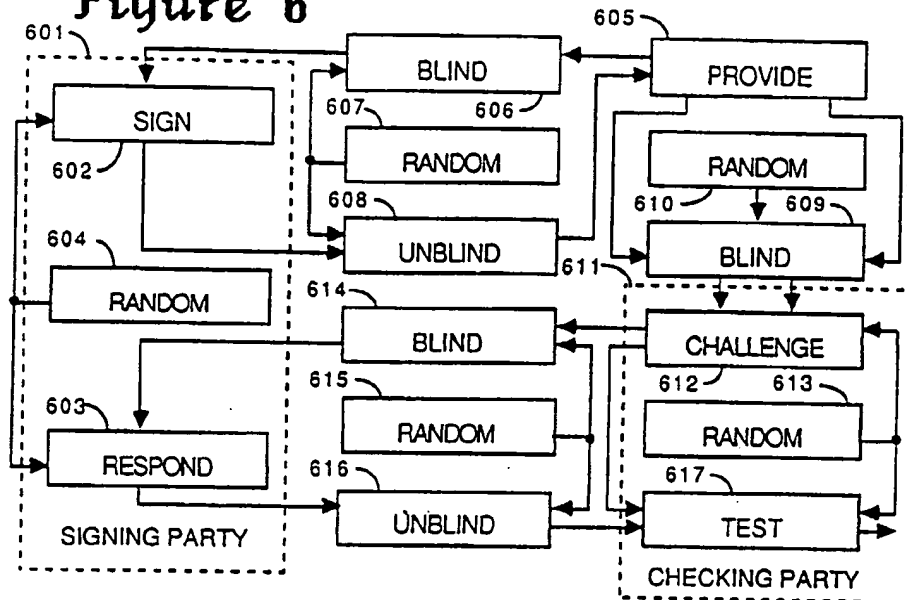 Figure 6
601
605
BLIND
PROVIDE
606
SIGN
607
602
RANDOM
RANDOM
610
609
608
UNBLIND
BLIND
604
611
RANDOM
614
BLIND
CHALLENGE
612
613
615
RANDOM
RANDOM
603
RESPOND
616
617
UNBLIND
TEST
SIGNING PARTY
CHECKING PARTY